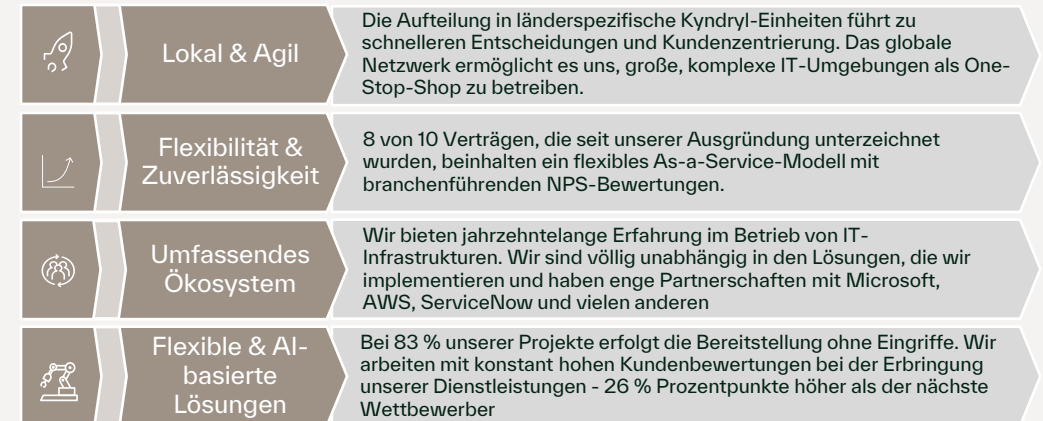 Lokal & Agil
Die Aufteilung in länderspezifische Kyndryl-Einheiten führt zu
schnelleren Entscheidungen und Kundenzentrierung. Das globale
Netzwerk ermöglicht es uns, große, komplexe IT-Umgebungen als One-
Stop-Shop zu betreiben.
Flexibilität &
Zuverlässigkeit
8 von 10 Verträgen, die seit unserer Ausgründung unterzeichnet
wurden, beinhalten ein flexibles As-a-Service-Modell mit
branchenführenden NPS-Bewertungen.
Umfassendes
Ökosystem
Wir bieten jahrzehntelange Erfahrung im Betrieb von IT-
Infrastrukturen. Wir sind völlig unabhängig in den Lösungen, die wir
implementieren und haben enge Partnerschaften mit Microsoft,
AWS, ServiceNow und vielen anderen
Flexible & AI-
basierte
Lösungen
Bei 83 % unserer Projekte erfolgt die Bereitstellung ohne Eingriffe. Wir
arbeiten mit konstant hohen Kundenbewertungen bei der Erbringung
unserer Dienstleistungen - 26 % Prozentpunkte höher als der nächste
Wettbewerber